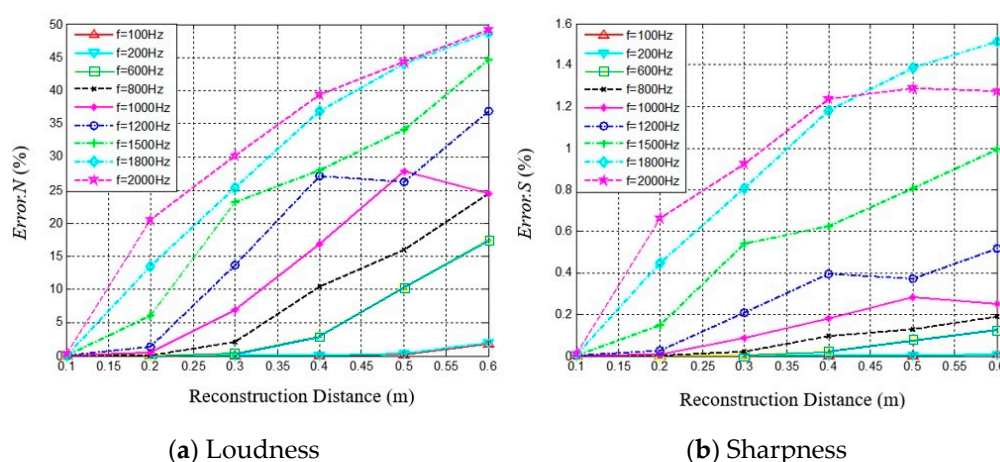 50
45
40
35
30
25
20
15
10
5
0
Error.N (%)
f=100Hz
f=200Hz
f=600Hz
f=800Hz
f=1000Hz
f=1200Hz
f=1500Hz
f=1800Hz
f=2000Hz
0.1 0.15 0.2 0.25 0.3 0.35 0.4 0.45 0.5 0.55 0.6
Reconstruction Distance (m)
(a) Loudness
1.6
1.4
1.2
1
0.8
0.6
0.4
0.2
0
Error.S (%)
f=100Hz
f=200Hz
f=600Hz
f=800Hz
f=1000Hz
f=1200Hz
f=1500Hz
f=1800Hz
f=2000Hz
0.1 0.15 0.2 0.25 0.3 0.35 0.4 0.45 0.5 0.55 0.6
Reconstruction Distance (m)
(b) Sharpness